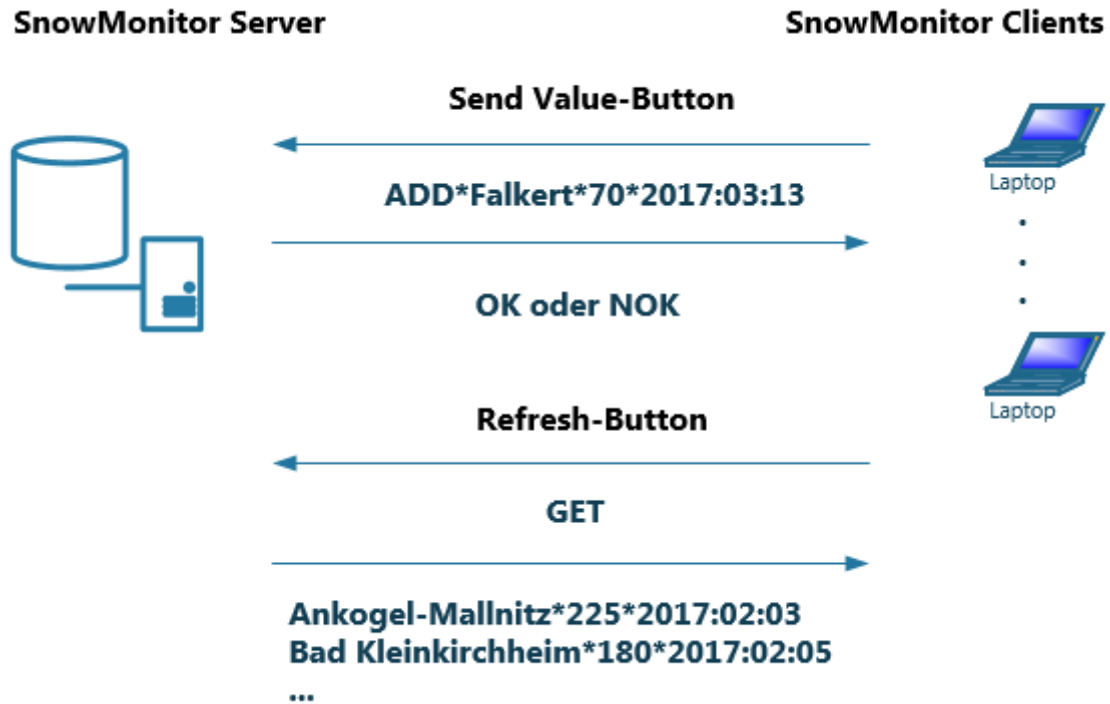 SnowMonitor Server
SnowMonitor Clients
Send Value-Button
Laptop
ADD*Falkert*70*2017:03:13
OK oder NOK
Laptop
Refresh-Button
GET
Ankogel-Mallnitz*225*2017:02:03
Bad Kleinkirchheim*180*2017:02:05
...